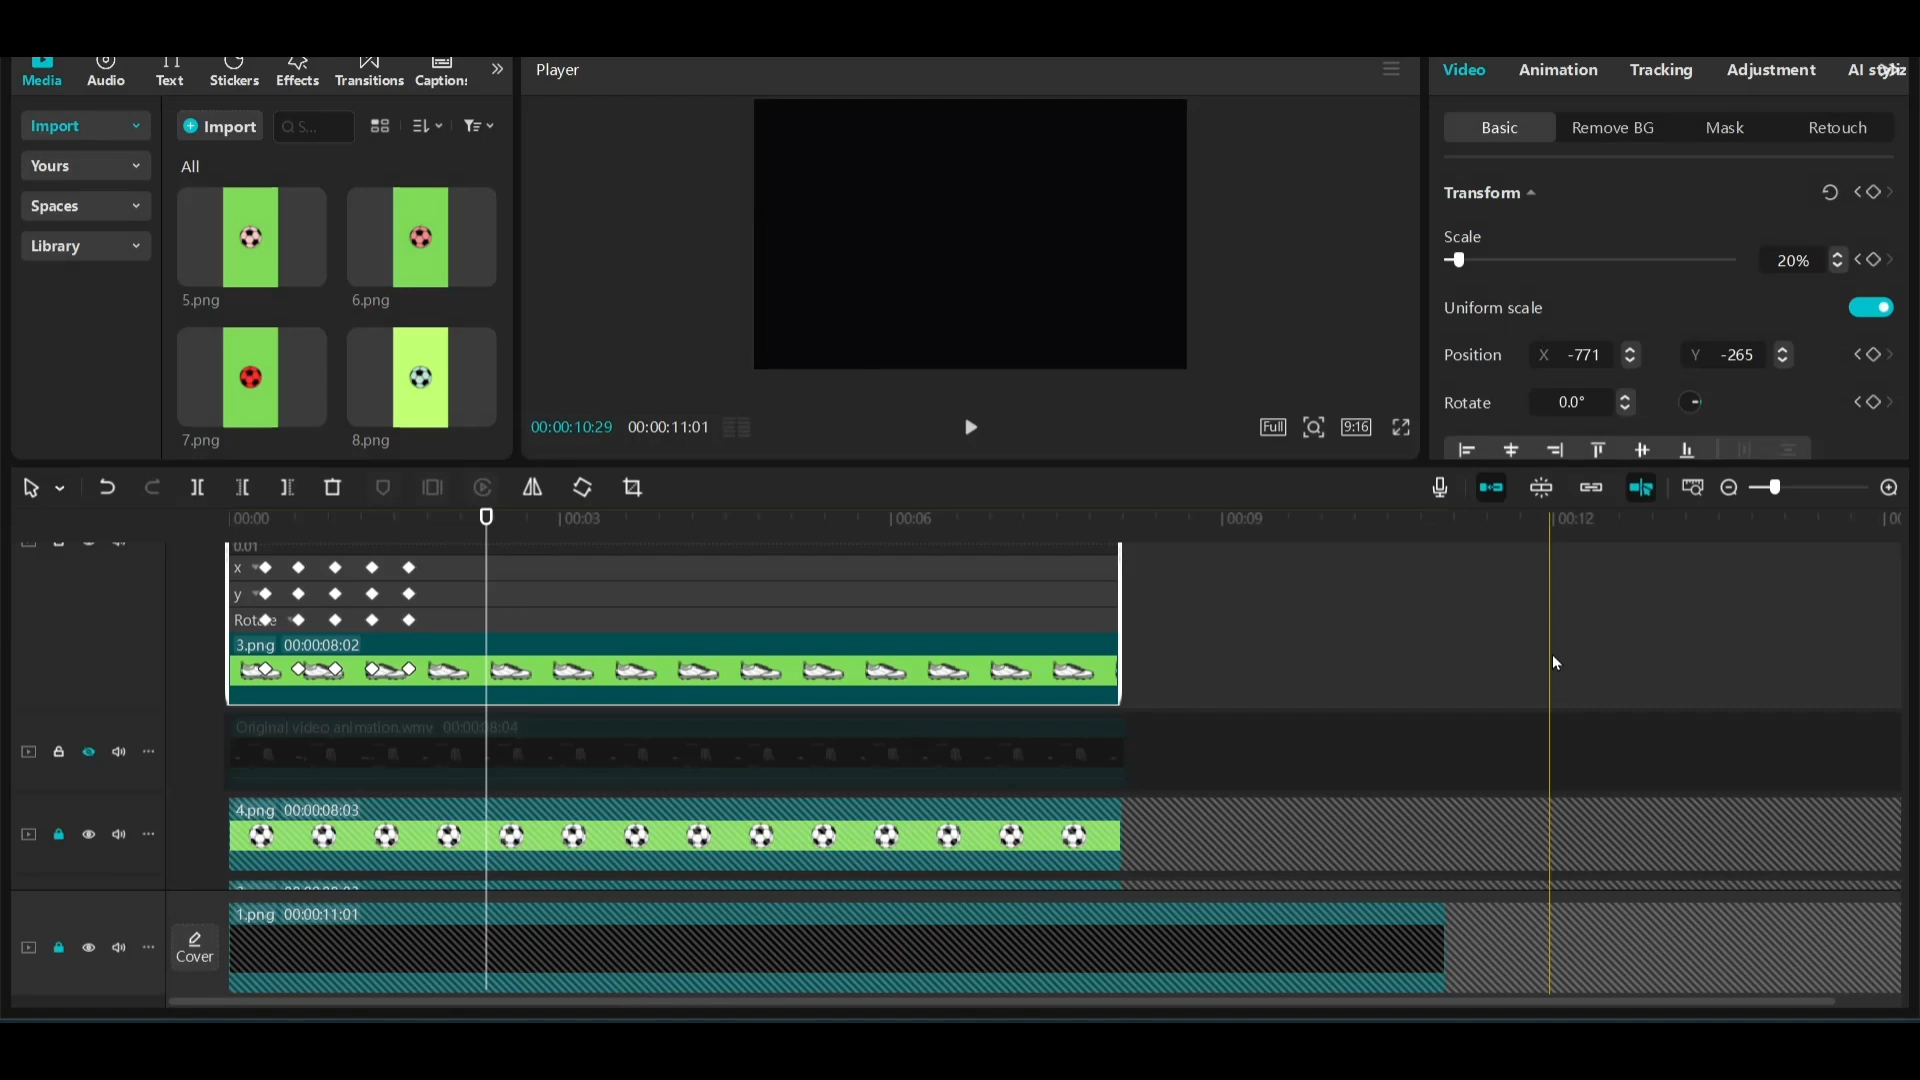 Media Audio Text Stickers Effects Transitions Captions
Player
Video Animation Tracking Adjustment AI
Import
Import
S...
Basic Remove BG Mask Retouch
Yours
All
Transform
Spaces
Scale
Library
20%
5.png 6.png
Uniform scale
Position X -771 Y -265
Rotate 0.0°
7.png 8.png
00:00:10:29 00:00:11:01
Full
9:16
00:00 00:03 00:06 00:09 00:12 00
0.01
x
y
Rotate
3.png 00:00:08:02
Original video animation.wmv 00:00:08:04
4.png 00:00:08:03
1.png 00:00:11:01
Cover